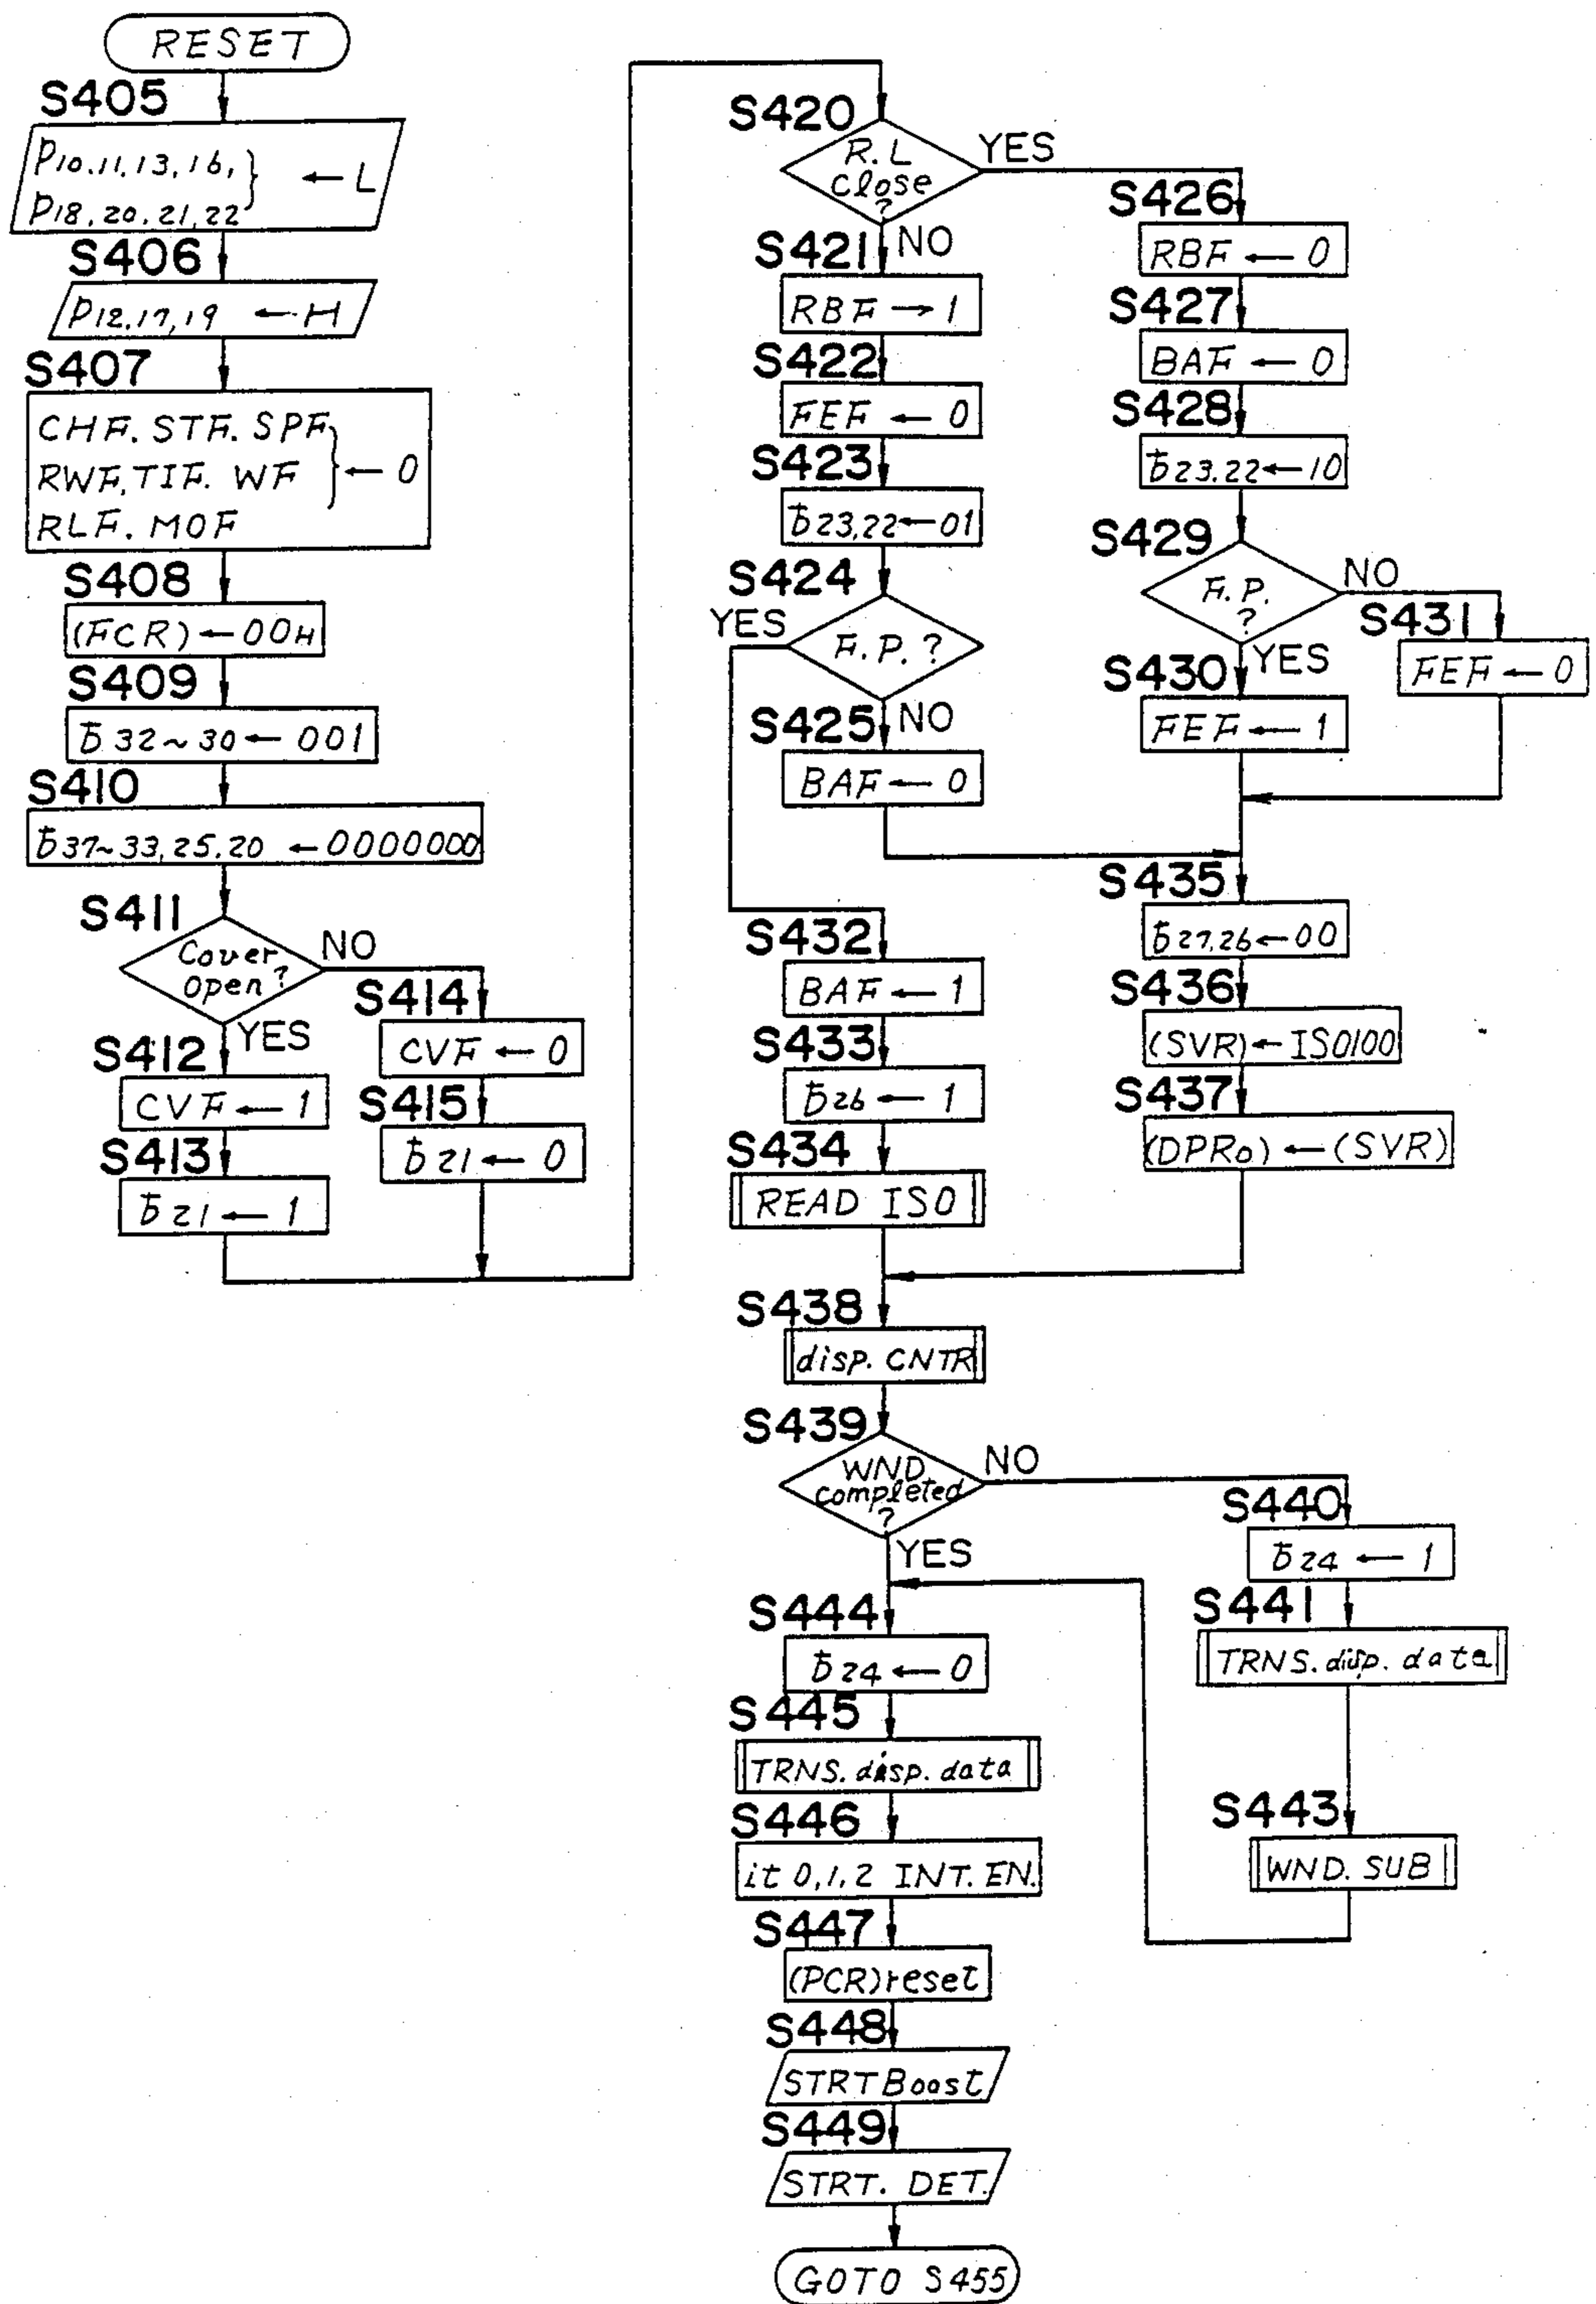 RESET
S405
P10.11.13,16,
P18.20.21,22
← L
S406
P12.17,19 ← H
S407
CHF. STF. SPF
RWF,TIF. WF
RLF. MOF
← 0
S408
(FCR) ← 00H
S409
b32~30 ← 001
S410
b37~33,25.20 ← 0000000
S411
Cover
open?
NO
YES
S412
CVF ← 1
S413
b21 ← 1
S414
CVF ← 0
S415
b21 ← 0
S420
R.L
Close
?
YES
NO
S421
RBF → 1
S422
FEF ← 0
S423
b23,22 ← 01
S424
YES
F.P.?
NO
S425
BAF ← 0
S426
RBF ← 0
S427
BAF ← 0
S428
b23.22 ← 10
S429
F.P.
?
NO
YES
S430
FEF ← 1
S431
FEF ← 0
S432
BAF ← 1
S433
b26 ← 1
S434
READ ISO
S435
b27,26 ← 00
S436
(SVR) ← ISO100
S437
(DPR0) ← (SVR)
S438
disp. CNTR
S439
WND
completed
?
NO
YES
S440
b24 ← 1
S441
TRNS. disp. data
S443
WND. SUB
S444
b24 ← 0
S445
TRNS. disp. data
S446
it 0,1,2 INT. EN.
S447
(PCR)reset
S448
STRT Boost
S449
STRT. DET.
GOTO S455